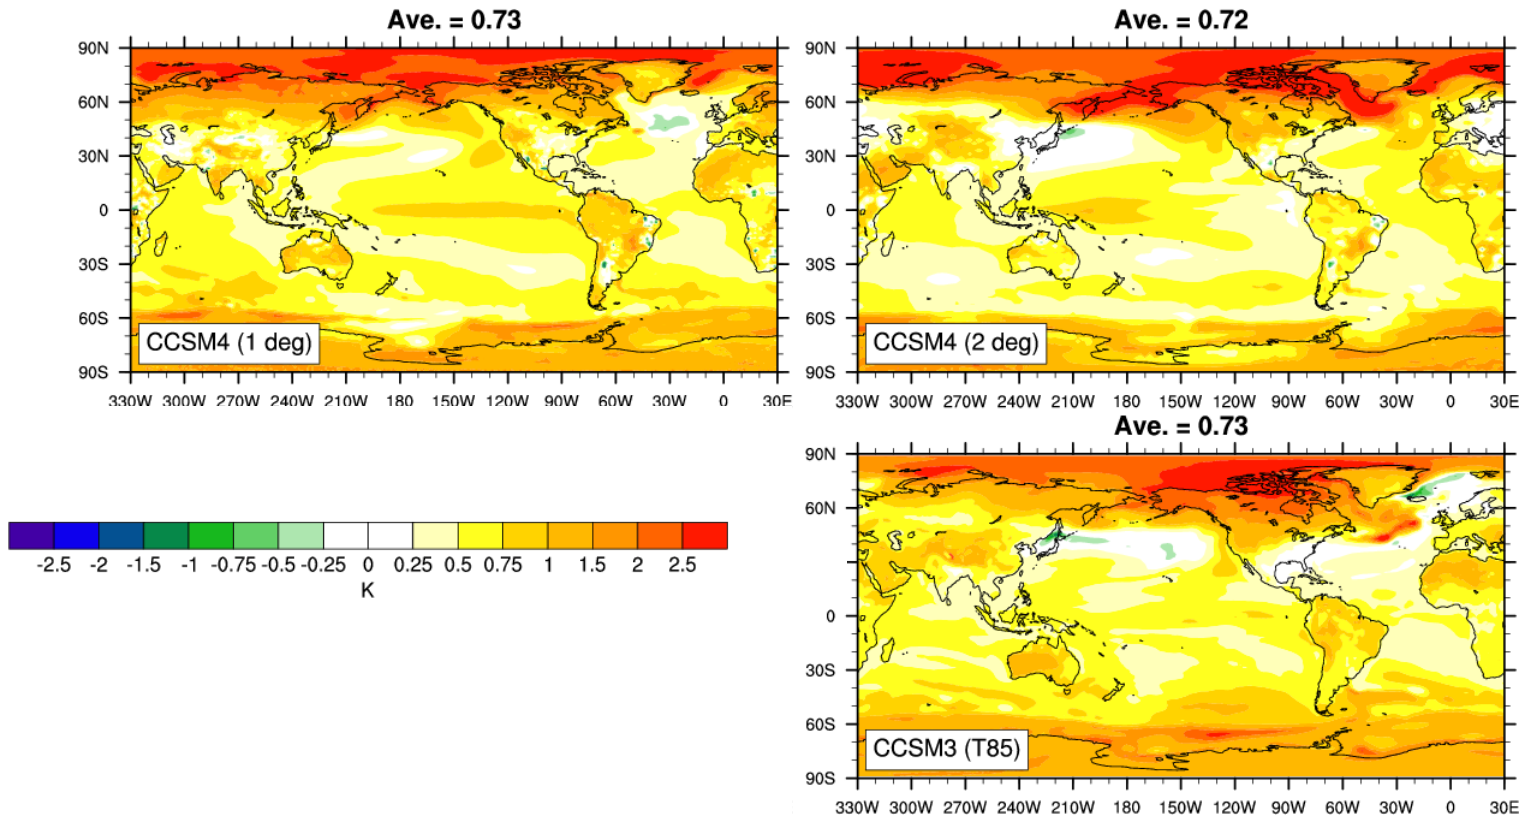 Ave. = 0.73
90N
60N
30N
0
30S
60S
90S
CCSM4 (1 deg)
330W 300W 270W 240W 210W 180 150W 120W 90W 60W 30W 0 30E
Ave. = 0.72
90N
60N
30N
0
30S
60S
90S
CCSM4 (2 deg)
330W 300W 270W 240W 210W 180 150W 120W 90W 60W 30W 0 30E
-2.5 -2 -1.5 -1 -0.75 -0.5 -0.25 0 0.25 0.5 0.75 1 1.5 2 2.5
K
Ave. = 0.73
90N
60N
0
30S
60S
90S
CCSM3 (T85)
330W 300W 270W 240W 210W 180 150W 120W 90W 60W 30W 0 30E